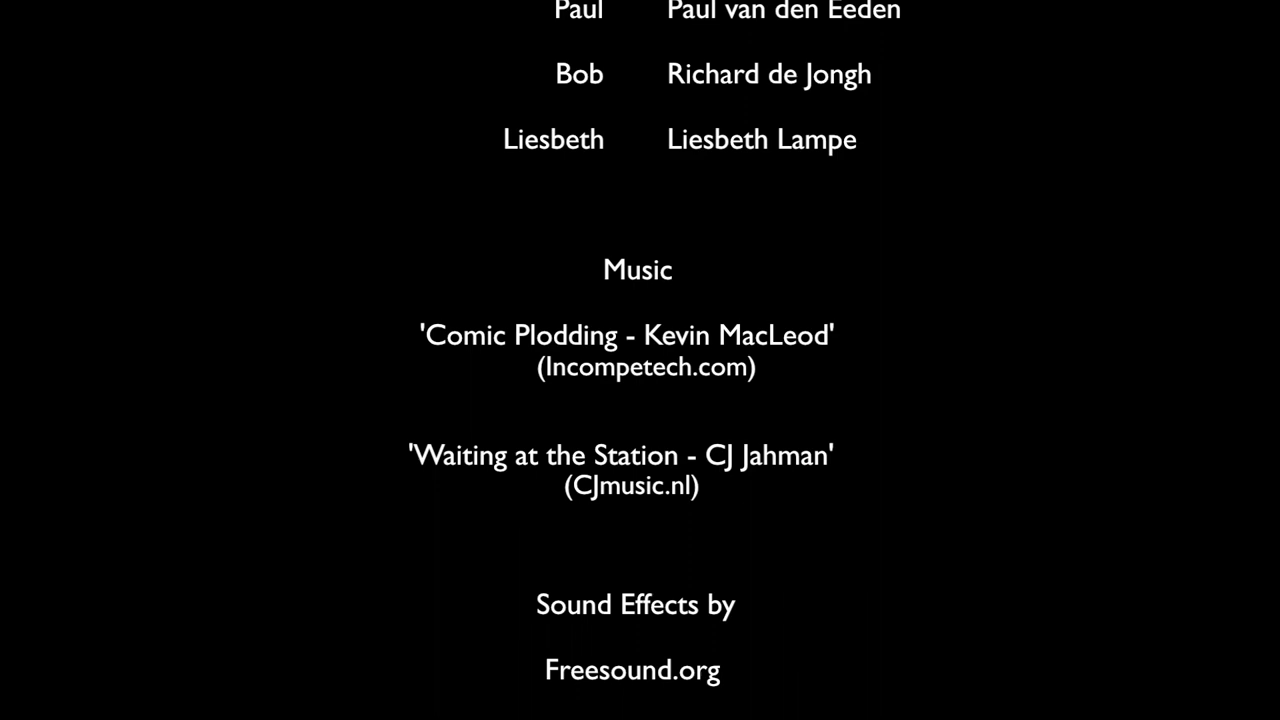 Paul Paul van den Eeden
Bob Richard de Jongh
Liesbeth Liesbeth Lampe
Music
'Comic Plodding - Kevin MacLeod'
(Incompetech.com)
'Waiting at the Station - CJ Jahman'
(CJmusic.nl)
Sound Effects by
Freesound.org